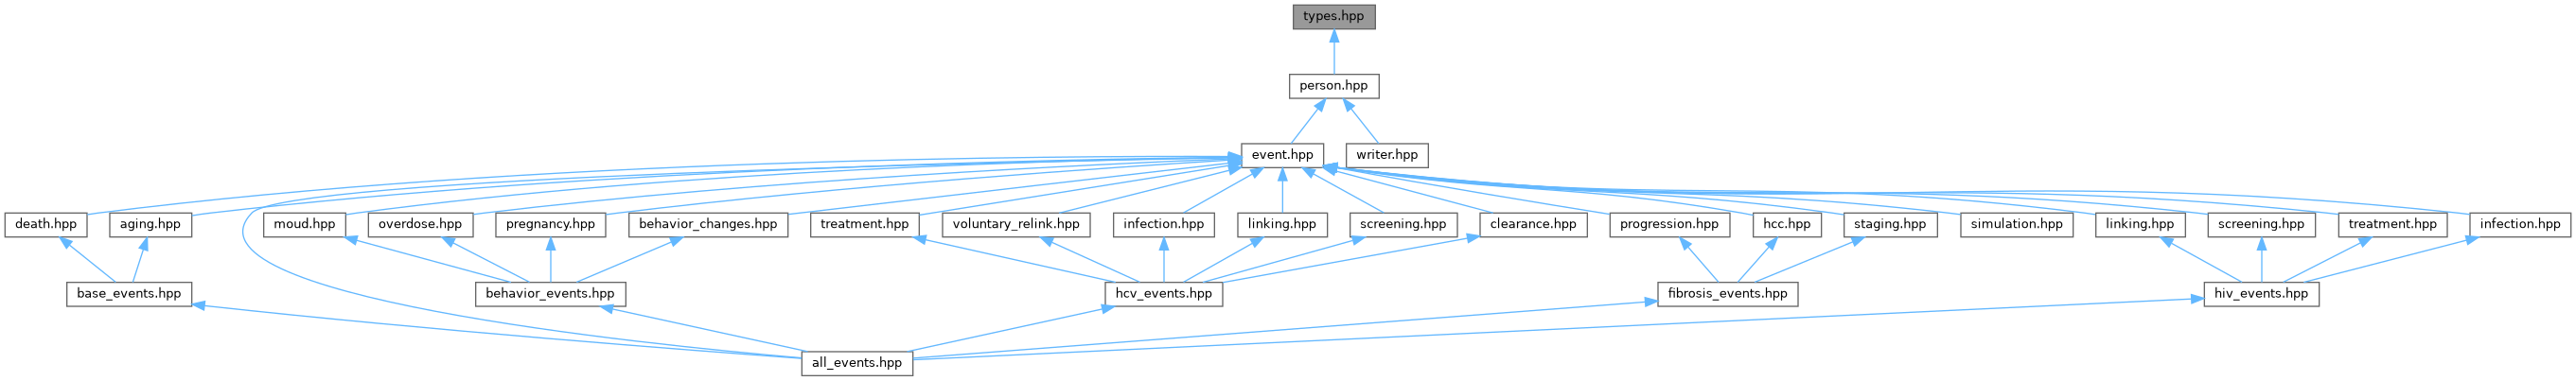 types.hpp
person.hpp
event.hpp
writer.hpp
death.hpp
aging.hpp
moud.hpp
overdose.hpp
pregnancy.hpp
behavior_changes.hpp
treatment.hpp
voluntary_relink.hpp
infection.hpp
linking.hpp
screening.hpp
clearance.hpp
progression.hpp
hcc.hpp
staging.hpp
simulation.hpp
linking.hpp
screening.hpp
treatment.hpp
infection.hpp
base_events.hpp
behavior_events.hpp
hcv_events.hpp
fibrosis_events.hpp
hiv_events.hpp
all_events.hpp